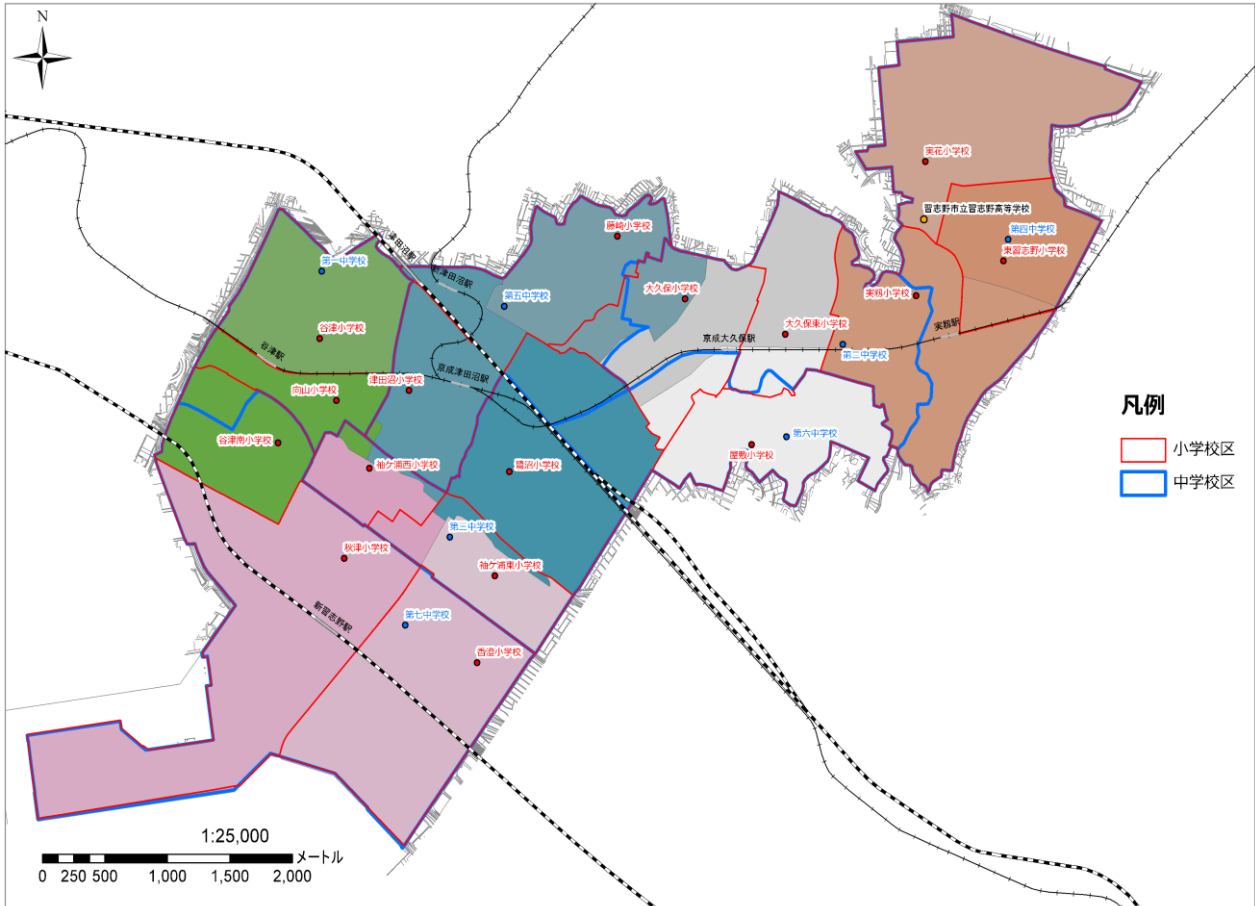 N
実花小学校
習志野市立習志野高等学校
第四中学校
東習志野小学校
藤崎小学校
津田沼駅
新津田沼駅
第一中学校
第五中学校
大久保小学校
実籾小学校
谷津小学校
大久保東小学校
実籾駅
京成大久保駅
第二中学校
谷津駅
京成津田沼駅
津田沼小学校
向山小学校
谷津南小学校
第六中学校
屋敷小学校
袖ケ浦西小学校
鷺沼小学校
凡例
小学校区
中学校区
第三中学校
秋津小学校
袖ケ浦東小学校
新習志野駅
第七中学校
香澄小学校
1:25,000
メートル
0 250 500 1,000 1,500 2,000